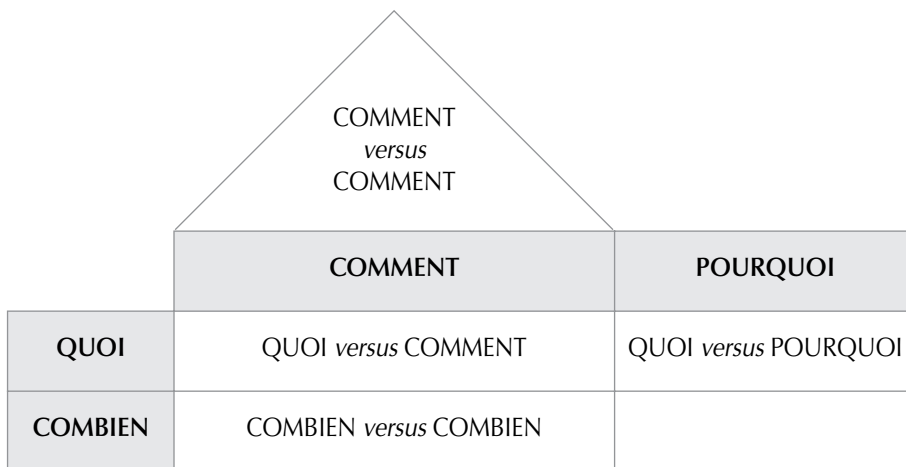 COMMENT
versus
COMMENT
COMMENT POURQUOI
QUOI QUOI versus COMMENT QUOI versus POURQUOI
COMBIEN COMBIEN versus COMBIEN